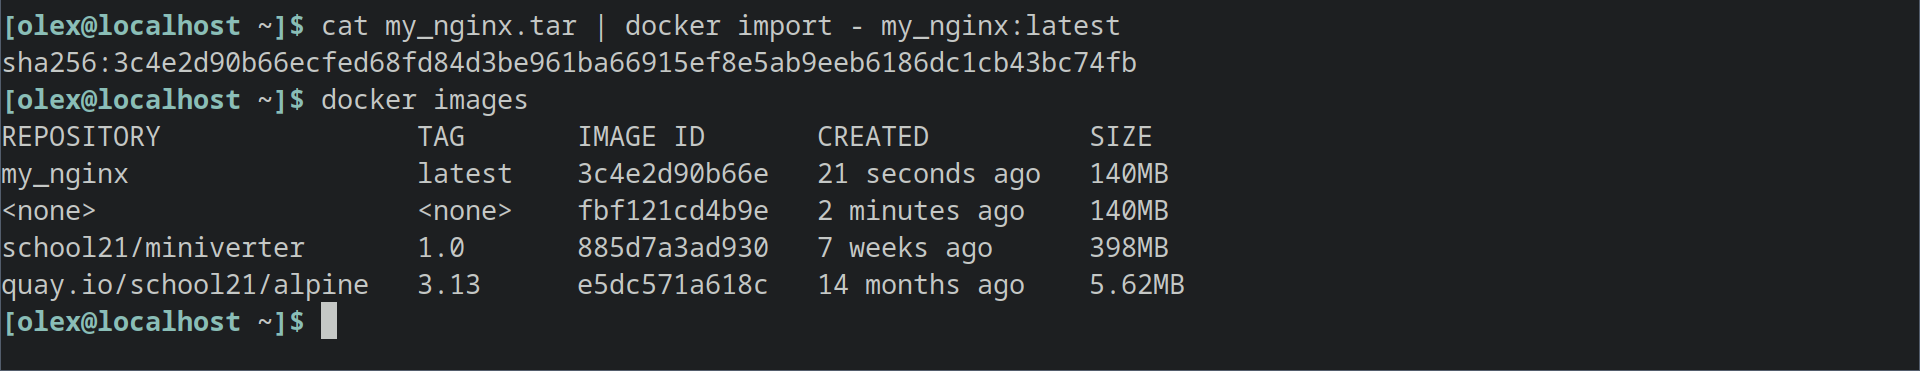 [olex@localhost ~]$ cat my_nginx.tar | docker import - my_nginx:latest
sha256:3c4e2d90b66ecfed68fd84d3be961ba66915ef8e5ab9eeb6186dc1cb43bc74fb
[olex@localhost ~]$ docker images
REPOSITORY                TAG       IMAGE ID       CREATED          SIZE
my_nginx                  latest    3c4e2d90b66e   21 seconds ago   140MB
<none>                    <none>    fbf121cd4b9e   2 minutes ago    140MB
school21/miniverter       1.0       885d7a3ad930   7 weeks ago      398MB
quay.io/school21/alpine   3.13      e5dc571a618c   14 months ago    5.62MB
[olex@localhost ~]$